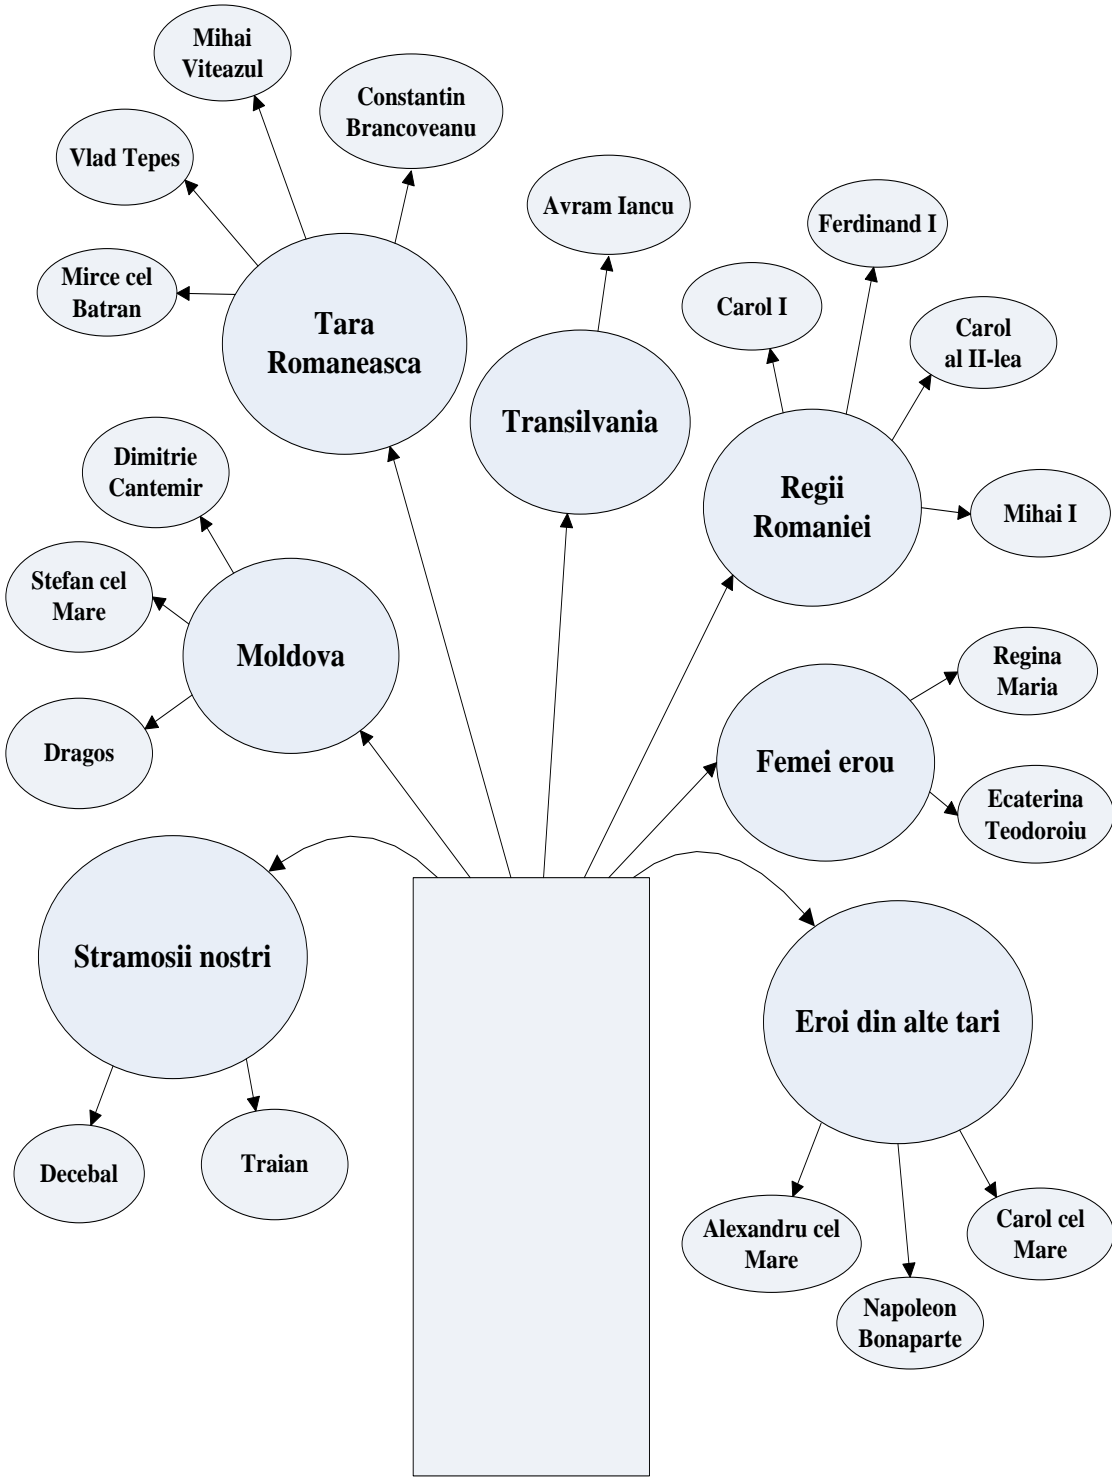 Mihai
Viteazul
Constantin
Brancoveanu
Vlad Tepes
Mirce cel
Batran
Tara
Romaneasca
Avram Iancu
Transilvania
Ferdinand I
Carol I
Carol
al II-lea
Mihai I
Regii
Romaniei
Dimitrie
Cantemir
Stefan cel
Mare
Dragos
Moldova
Regina
Maria
Ecaterina
Teodoroiu
Femei erou
Stramosii nostri
Decebal
Traian
Eroi din alte tari
Alexandru cel
Mare
Napoleon
Bonaparte
Carol cel
Mare